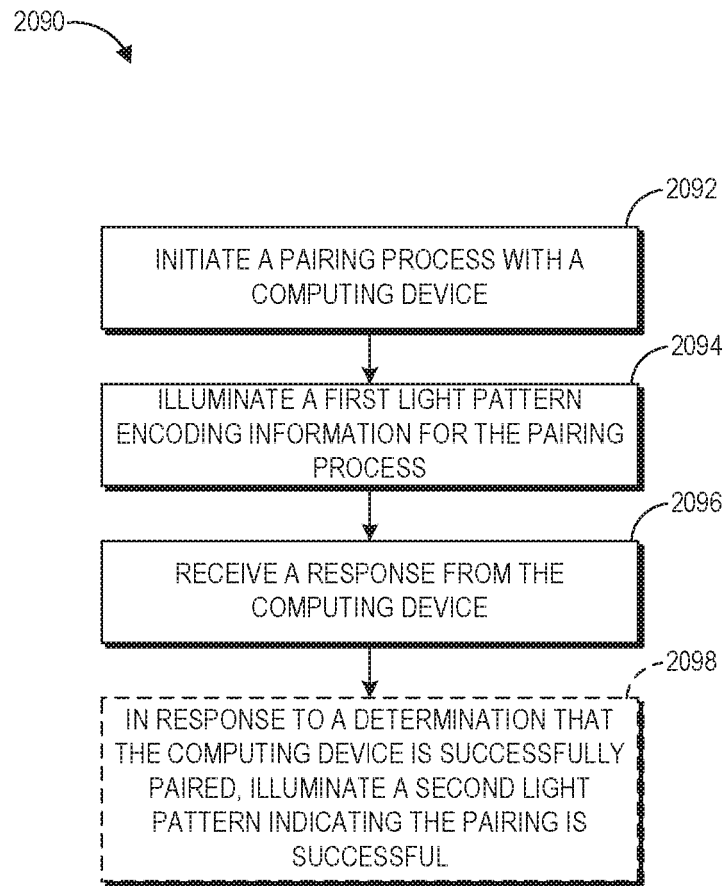 2090
2092
INITIATE A PAIRING PROCESS WITH A
COMPUTING DEVICE
2094
ILLUMINATE A FIRST LIGHT PATTERN
ENCODING INFORMATION FOR THE PAIRING
PROCESS
2096
RECEIVE A RESPONSE FROM THE
COMPUTING DEVICE
2098
IN RESPONSE TO A DETERMINATION THAT
THE COMPUTING DEVICE IS SUCCESSFULLY
PAIRED, ILLUMINATE A SECOND LIGHT
PATTERN INDICATING THE PAIRING IS
SUCCESSFUL